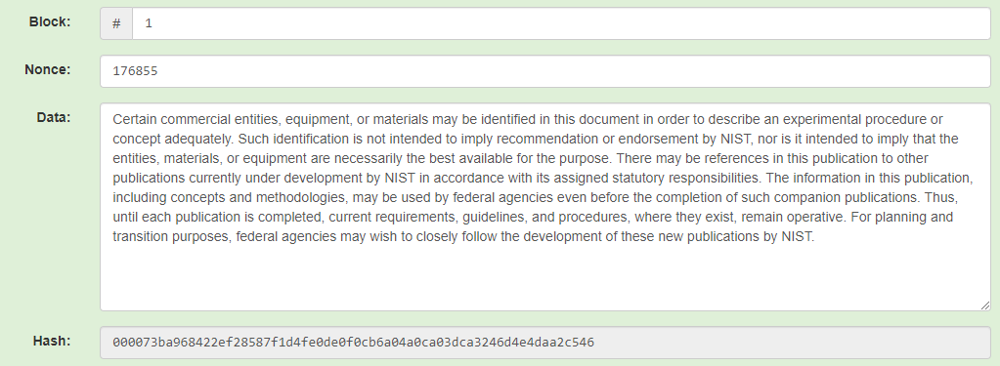 Block: # 1
Nonce: 176855
Data: Certain commercial entities, equipment, or materials may be identified in this document in order to describe an experimental procedure or
concept adequately. Such identification is not intended to imply recommendation or endorsement by NIST, nor is it intended to imply that the
entities, materials, or equipment are necessarily the best available for the purpose. There may be references in this publication to other
publications currently under development by NIST in accordance with its assigned statutory responsibilities. The information in this publication,
including concepts and methodologies, may be used by federal agencies even before the completion of such companion publications. Thus,
until each publication is completed, current requirements, guidelines, and procedures, where they exist, remain operative. For planning and
transition purposes, federal agencies may wish to closely follow the development of these new publications by NIST.
Hash: 000073ba968422ef28587f1d4fe0de0f0cb6a04a0ca03dca3246d4e4daa2c546